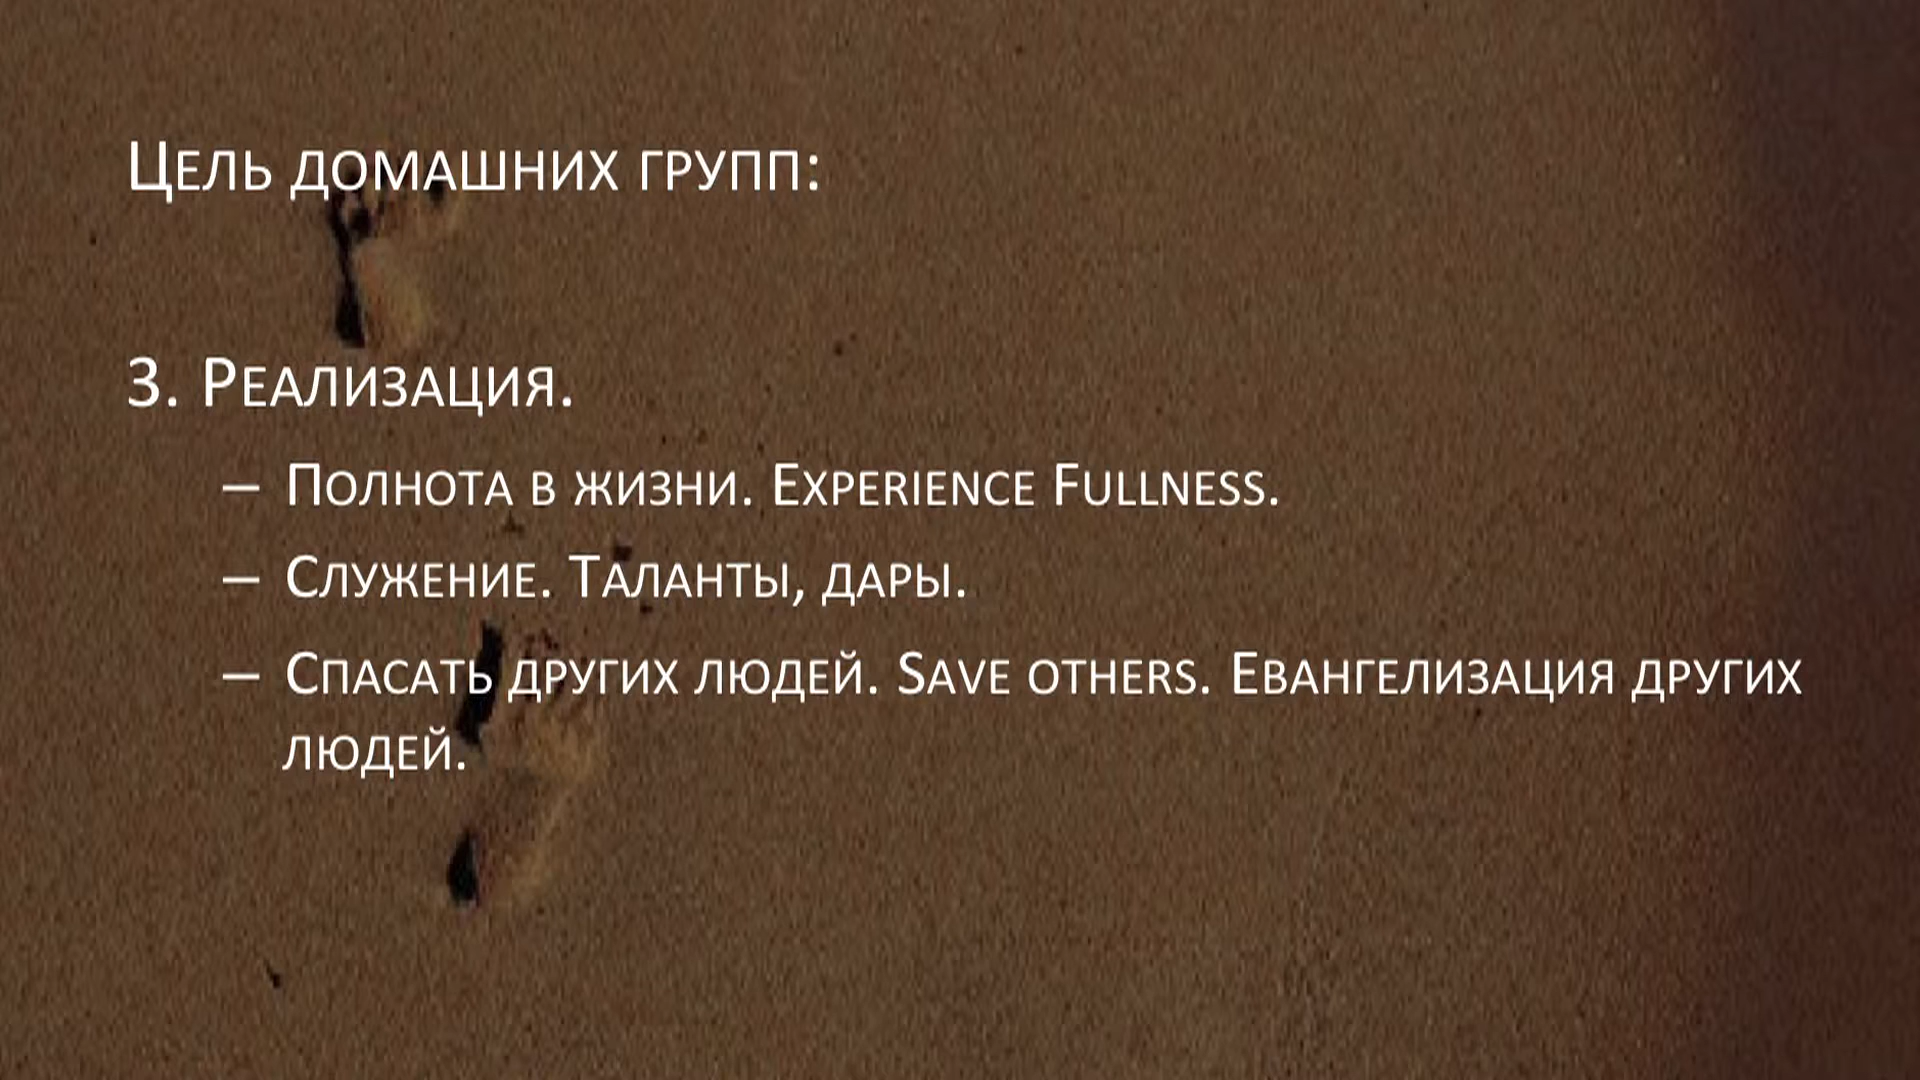 Цель домашних групп:
3. Реализация.
– Полнота в жизни. Experience Fullness.
– Служение. Таланты, дары.
– Спасать других людей. Save others. Евангелизация других
людей.